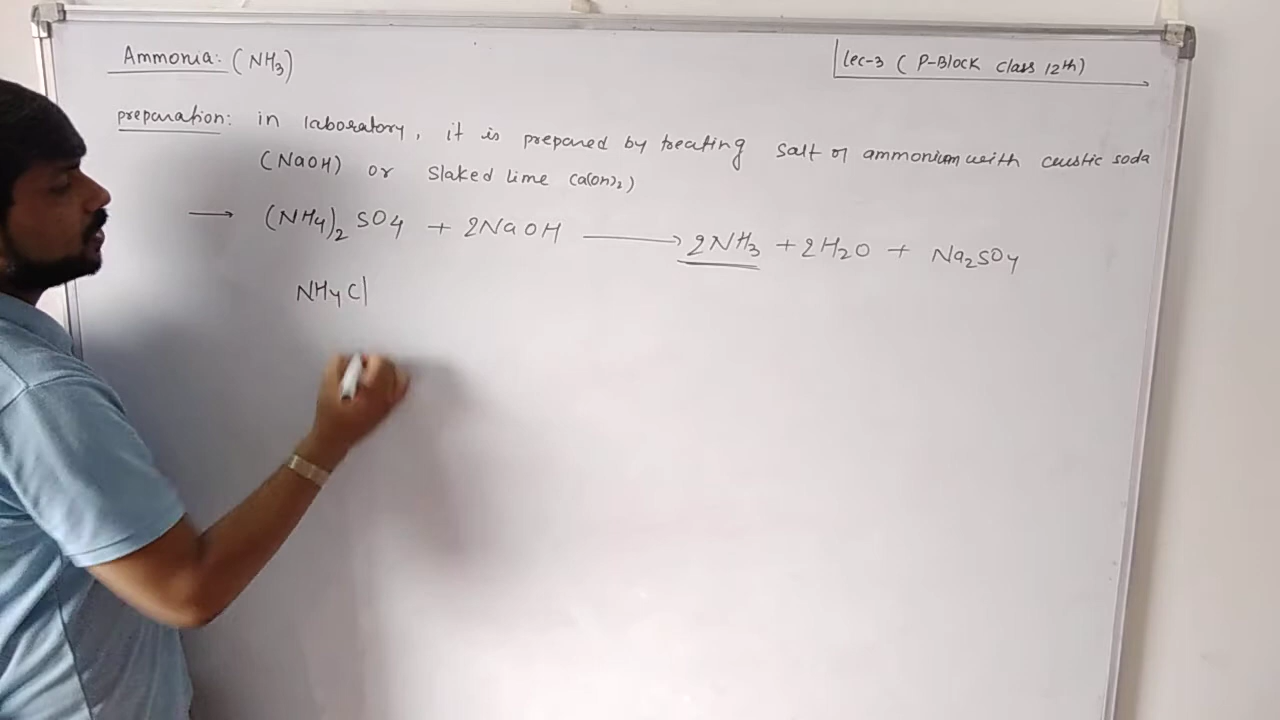 Ammonia: (NH3)
Lec-3 ( P-Block class 12th)
preparation: in laboratory, it is prepared by treating salt of ammonium with caustic soda
(NaOH) or slaked lime Ca(OH)2)
→ (NH4)2 SO4 + 2NaOH → 2NH3 + 2H2O + Na2SO4
NH4Cl